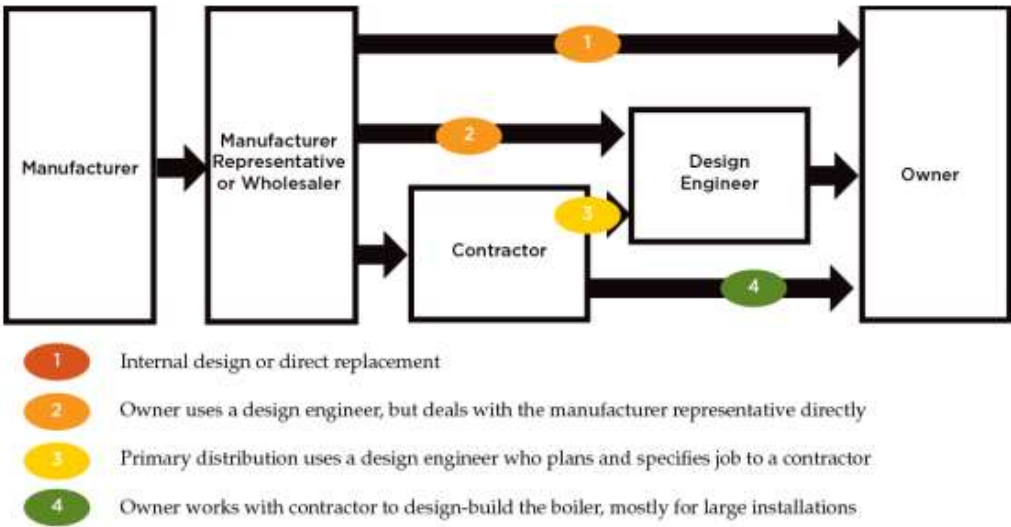 1
Manufacturer
Manufacturer
Representative
or Wholesaler
2
Design
Engineer
Owner
3
Contractor
4
1 Internal design or direct replacement
2 Owner uses a design engineer, but deals with the manufacturer representative directly
3 Primary distribution uses a design engineer who plans and specifies job to a contractor
4 Owner works with contractor to design-build the boiler, mostly for large installations